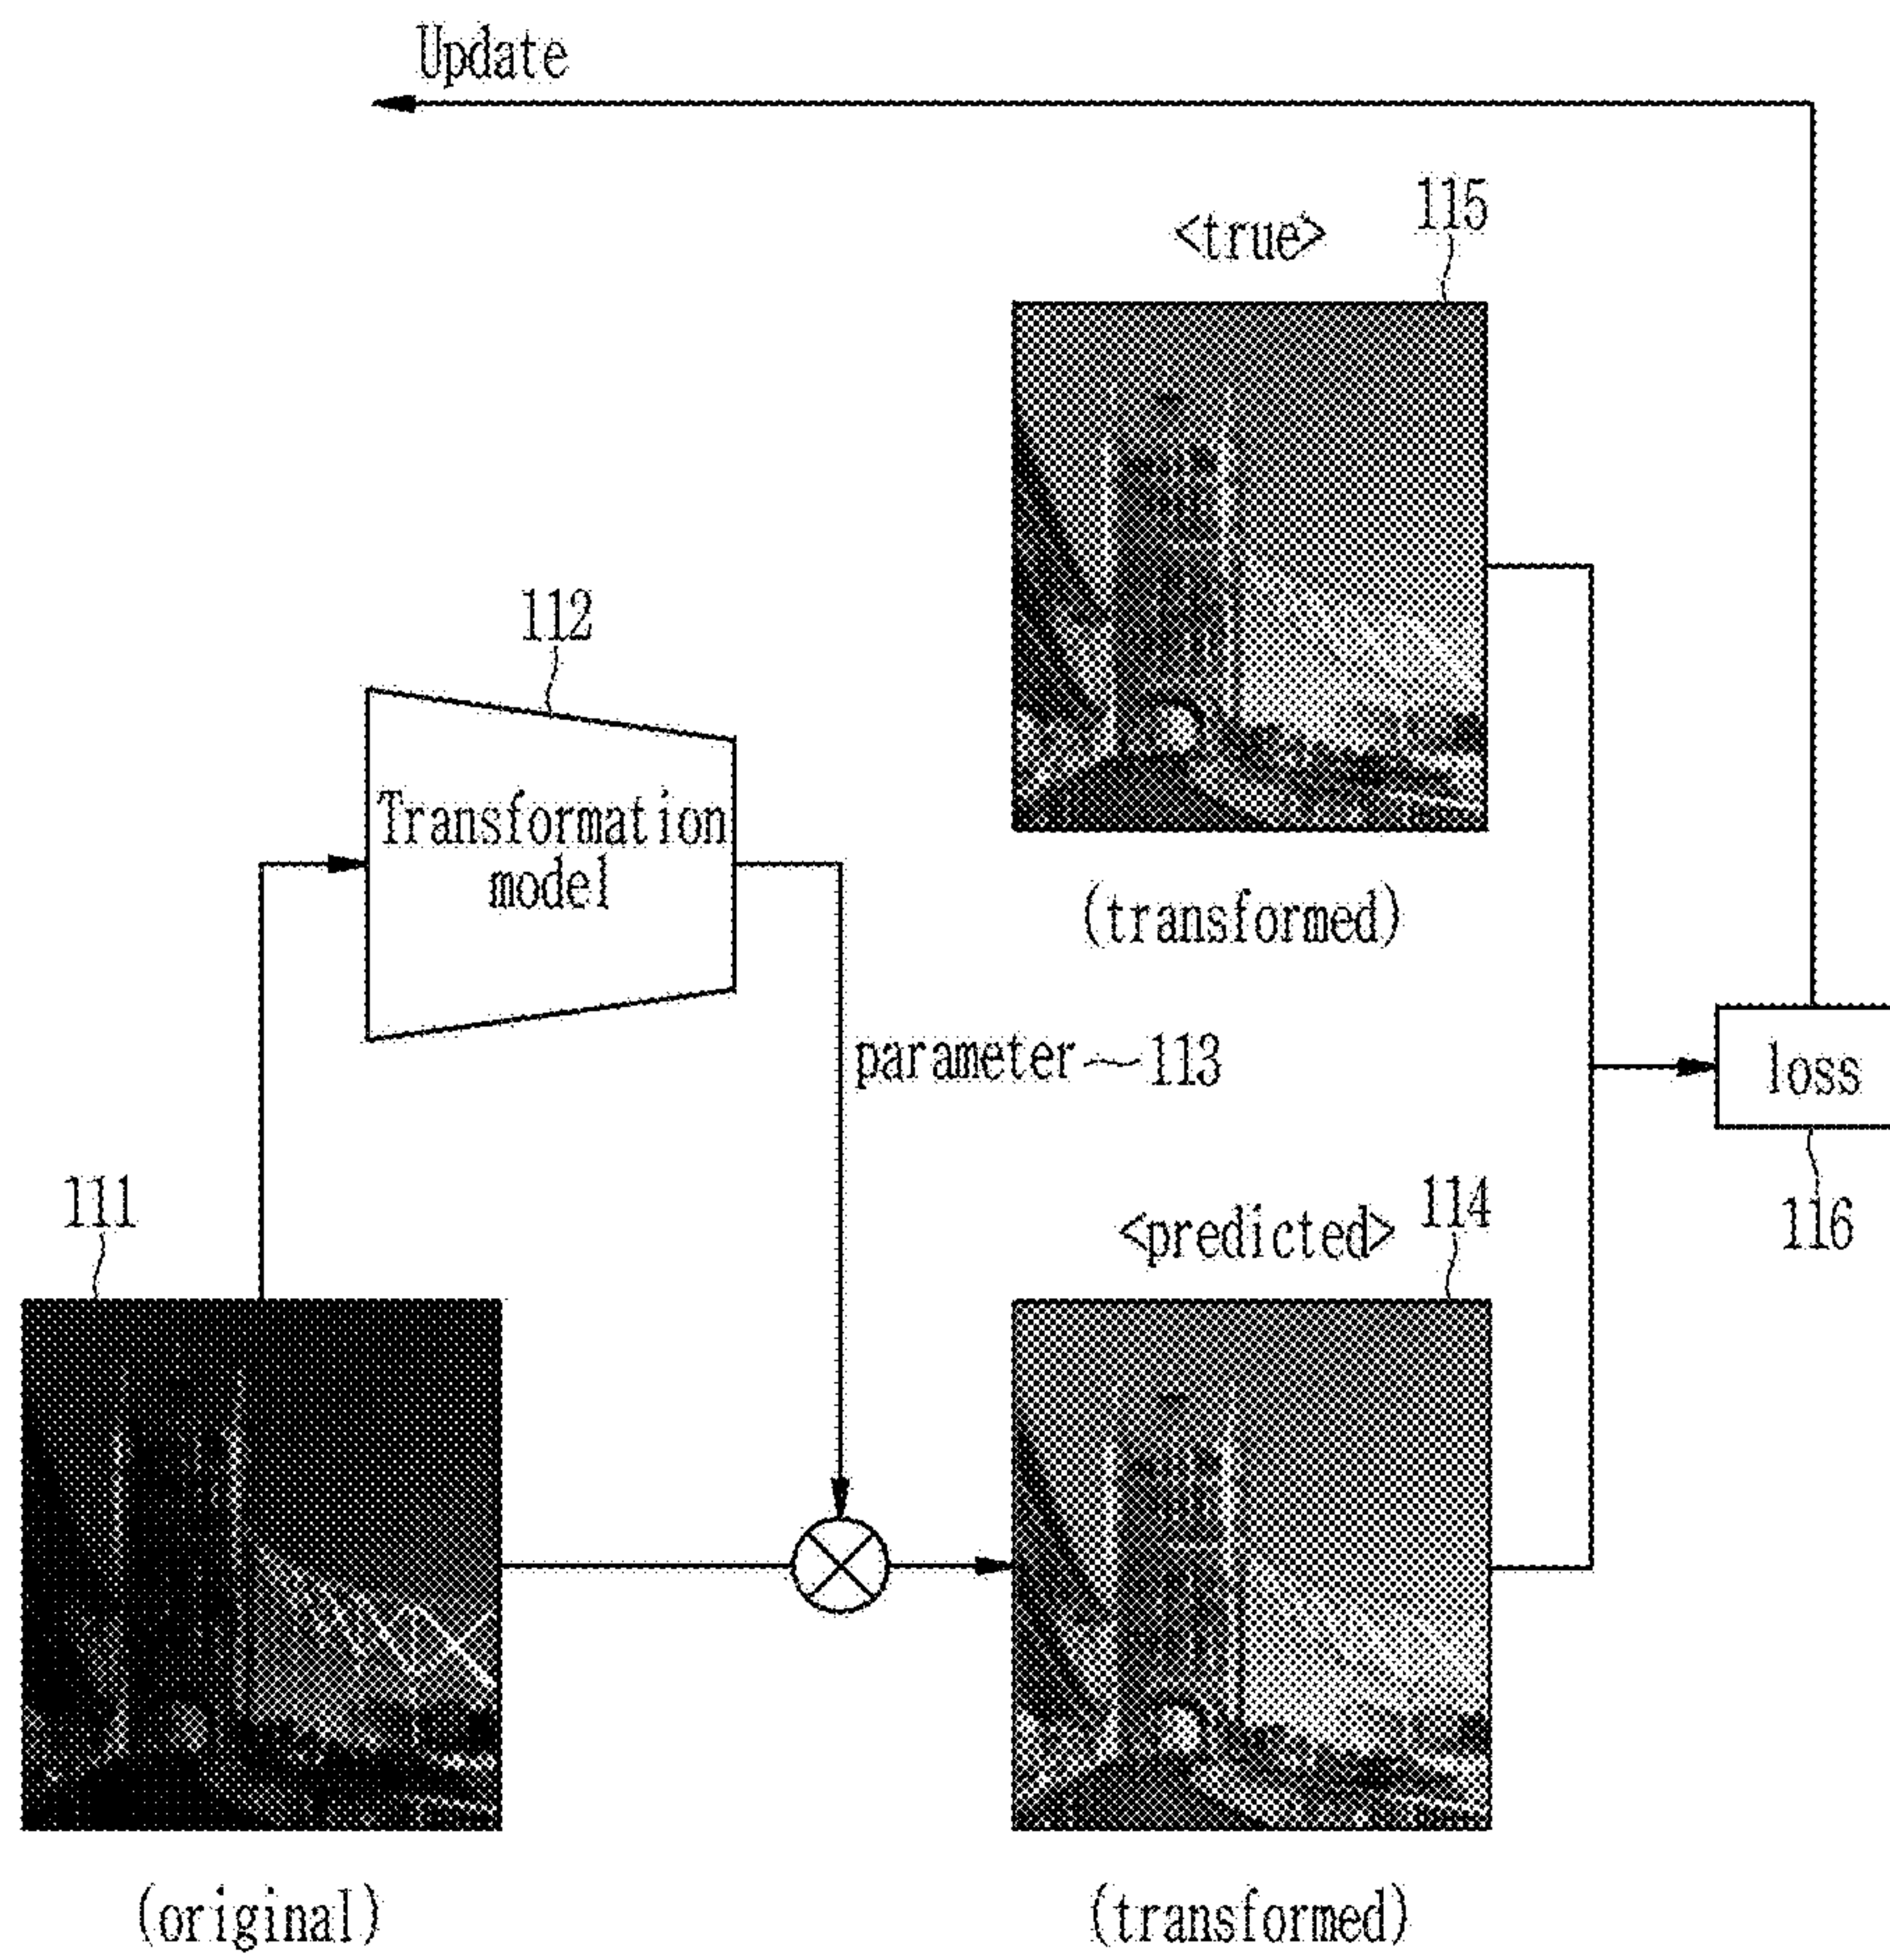 Update
<true>
115
112
Transformation
model
(transformed)
parameter~113
loss
111
<predicted>
114
116
(original)
(transformed)